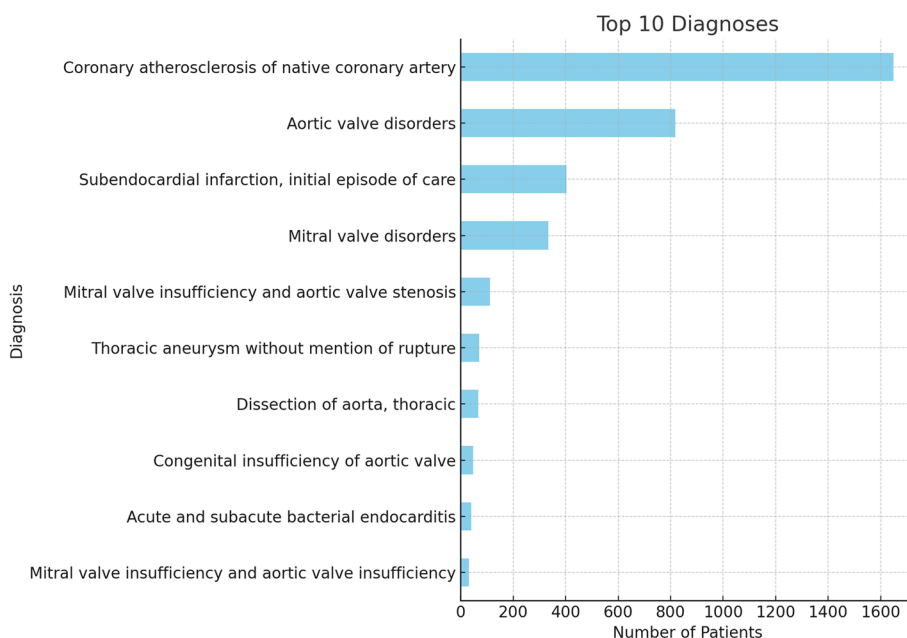 Top 10 Diagnoses
Coronary atherosclerosis of native coronary artery
Aortic valve disorders
Subendocardial infarction, initial episode of care
Mitral valve disorders
Mitral valve insufficiency and aortic valve stenosis
Thoracic aneurysm without mention of rupture
Dissection of aorta, thoracic
Congenital insufficiency of aortic valve
Acute and subacute bacterial endocarditis
Mitral valve insufficiency and aortic valve insufficiency
Diagnosis
0 200 400 600 800 1000 1200 1400 1600
Number of Patients